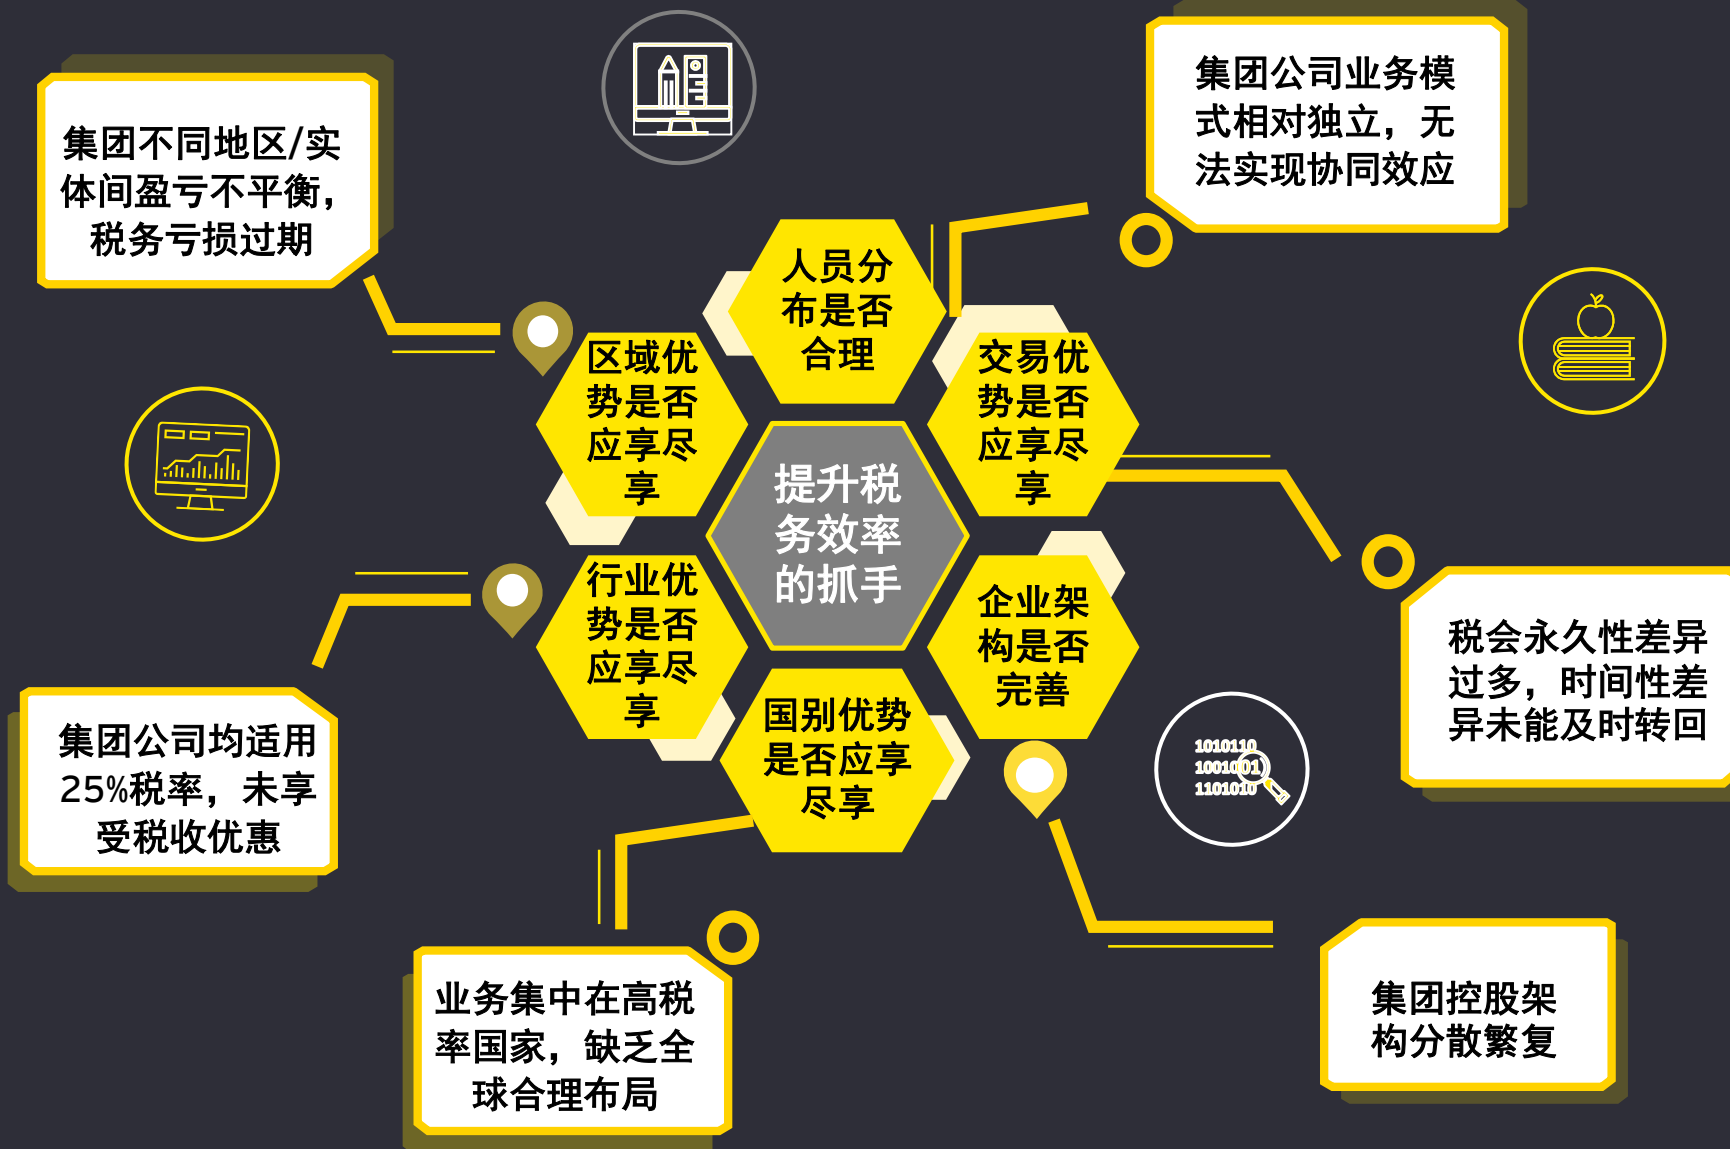 集团不同地区/实
体间盈亏不平衡，
税务亏损过期
集团公司业务模
式相对独立，无
法实现协同效应
人员分
布是否
合理
区域优
势是否
应享尽
享
交易优
势是否
应享尽
享
提升税
务效率
的抓手
行业优
势是否
应享尽
享
企业架
构是否
完善
国别优势
是否应享
尽享
税会永久性差异
过多，时间性差
异未能及时转回
集团公司均适用
25%税率，未享
受税收优惠
1010110
1001001
1101010
业务集中在高税
率国家，缺乏全
球合理布局
集团控股架
构分散繁复